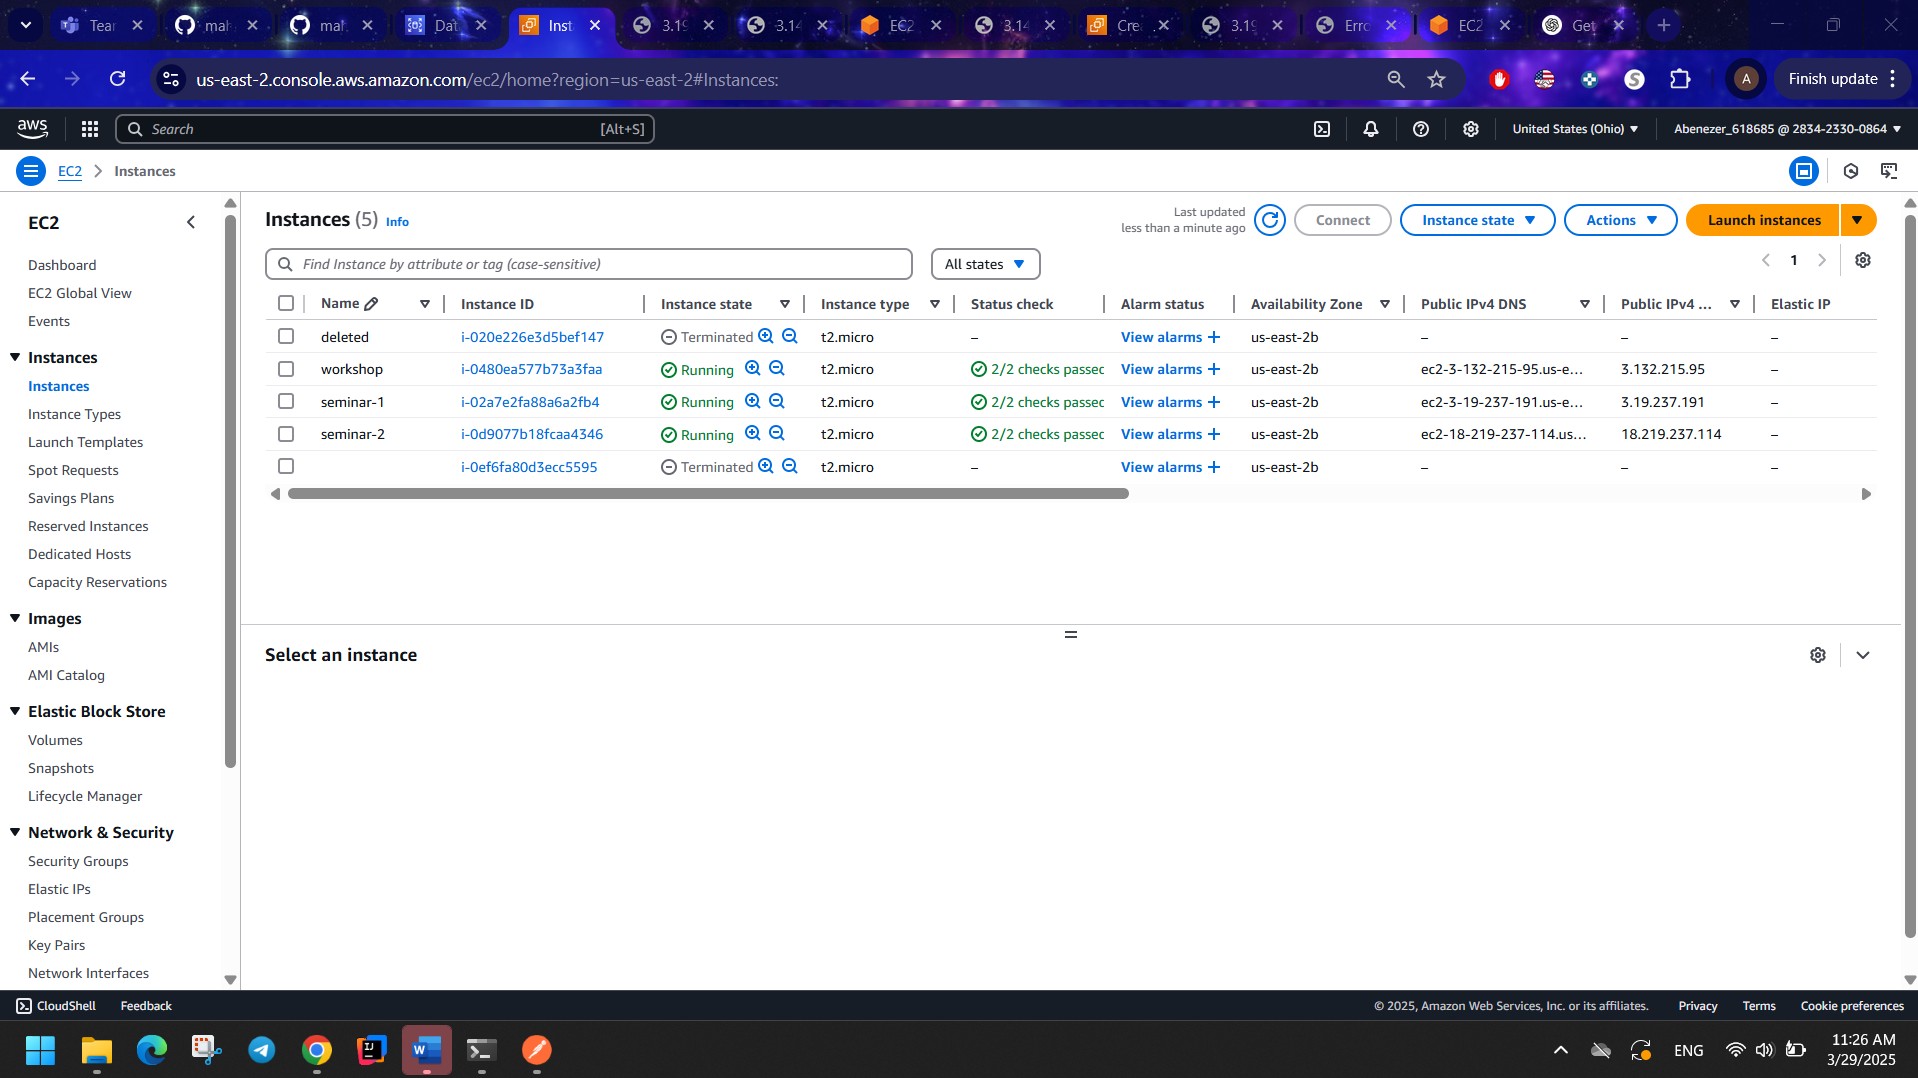 Tear
mah
mah
Dat
Inst
3.19
3.14
EC2
3.14
Cre
3.19
Erro
EC2
Get
us-east-2.console.aws.amazon.com/ec2/home?region=us-east-2#Instances:
A
Finish update
aws
Search
[Alt+S]
United States (Ohio)
Abenezer_618685 @ 2834-2330-0864
EC2
Instances
EC2
Dashboard
EC2 Global View
Events
Instances
Instances
Instance Types
Launch Templates
Spot Requests
Savings Plans
Reserved Instances
Dedicated Hosts
Capacity Reservations
Images
AMIs
AMI Catalog
Elastic Block Store
Volumes
Snapshots
Lifecycle Manager
Network & Security
Security Groups
Elastic IPs
Placement Groups
Key Pairs
Network Interfaces
Instances (5) Info
Last updated
less than a minute ago
Connect
Instance state
Actions
Launch instances
Find Instance by attribute or tag (case-sensitive)
All states
1
Name Instance ID Instance state Instance type Status check Alarm status Availability Zone Public IPv4 DNS Public IPv4 ... Elastic IP
deleted i-020e226e3d5bef147 Terminated t2.micro – View alarms + us-east-2b – – –
workshop i-0480ea577b73a3faa Running t2.micro 2/2 checks passec View alarms + us-east-2b ec2-3-132-215-95.us-e... 3.132.215.95 –
seminar-1 i-02a7e2fa88a6a2fb4 Running t2.micro 2/2 checks passec View alarms + us-east-2b ec2-3-19-237-191.us-e... 3.19.237.191 –
seminar-2 i-0d9077b18fcaa4346 Running t2.micro 2/2 checks passec View alarms + us-east-2b ec2-18-219-237-114.us... 18.219.237.114 –
i-0ef6fa80d3ecc5595 Terminated t2.micro – View alarms + us-east-2b – – –
Select an instance
CloudShell
Feedback
© 2025, Amazon Web Services, Inc. or its affiliates.
Privacy
Terms
Cookie preferences
ENG
11:26 AM
3/29/2025